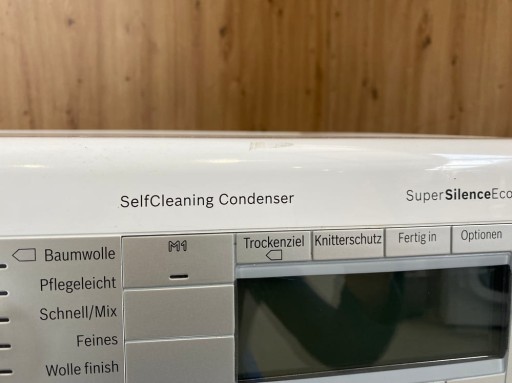 SelfCleaning Condenser
SuperSilenceEco
Baumwolle
M1
Trockenziel
Knitterschutz
Fertig in
Optionen
Pflegeleicht
Schnell/Mix
Feines
Wolle finish